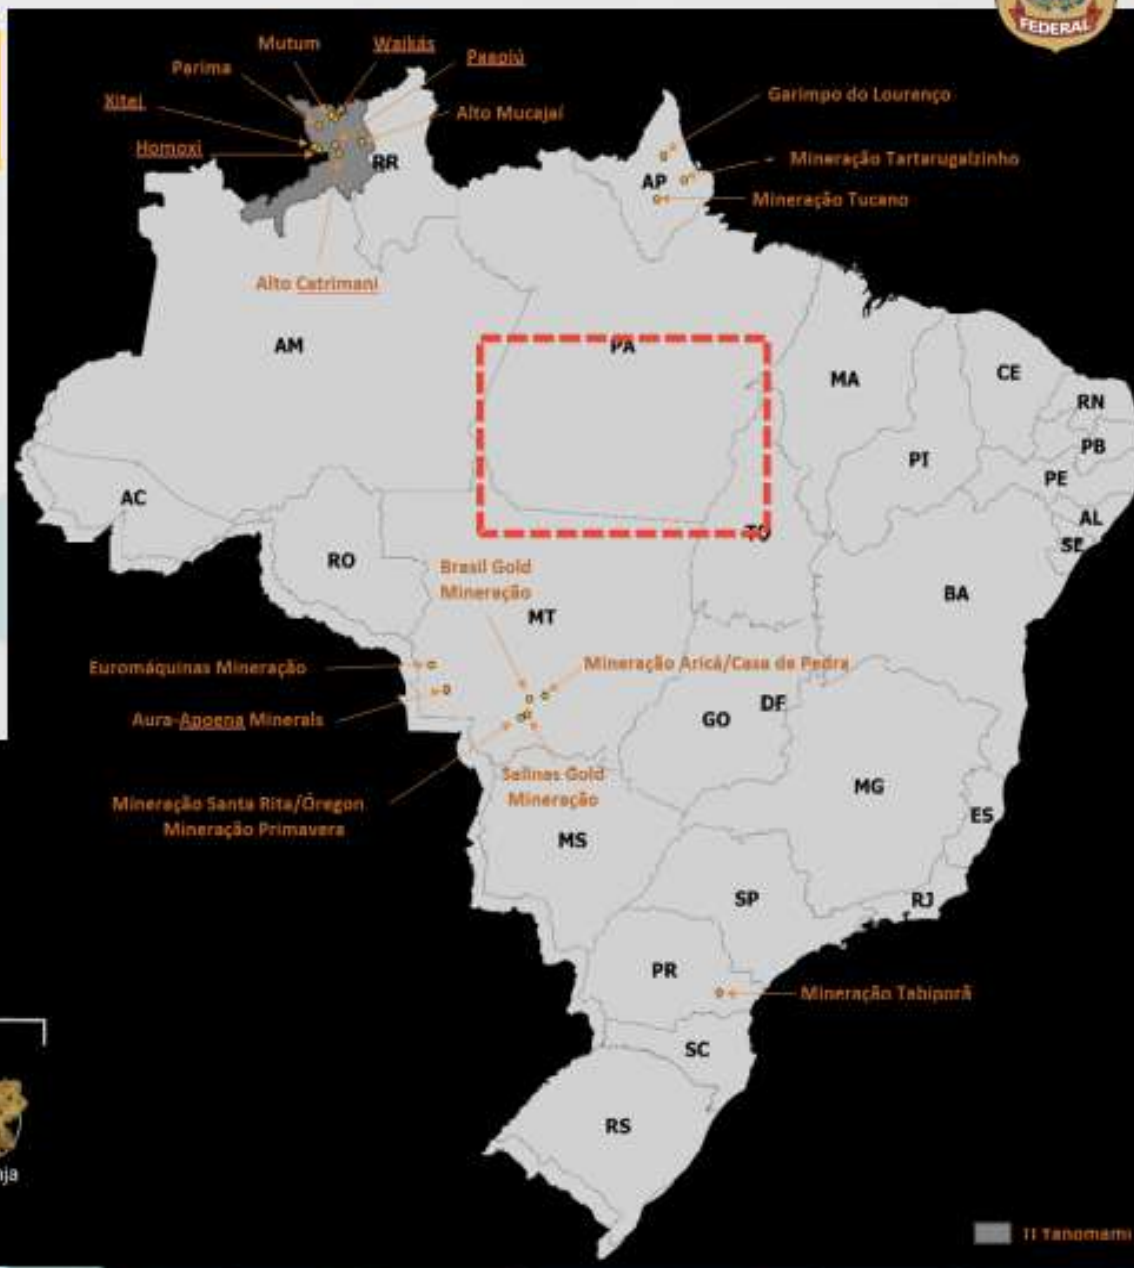 FEDERAL
Mutum
Waikás
Parima
Paapiú
Xitei
Alto Mucajaí
Homoxi
RR
Garimpo do Lourenço
AP
Mineração Tartarugalzinho
Mineração Tucano
Alto Catrimani
AM
PA
MA
CE
RN
PB
PI
PE
AC
AL
TO
SE
RO
Brasil Gold
Mineração
BA
MT
Euromáquinas Mineração
Mineração Aricá/Casa de Pedra
DF
Aura-Apoena Minerals
GO
Salinas Gold
Mineração
Mineração Santa Rita/Óregon
Mineração Primavera
MG
ES
MS
SP
RJ
PR
Mineração Tabiporã
SC
RS
TI Yanomami